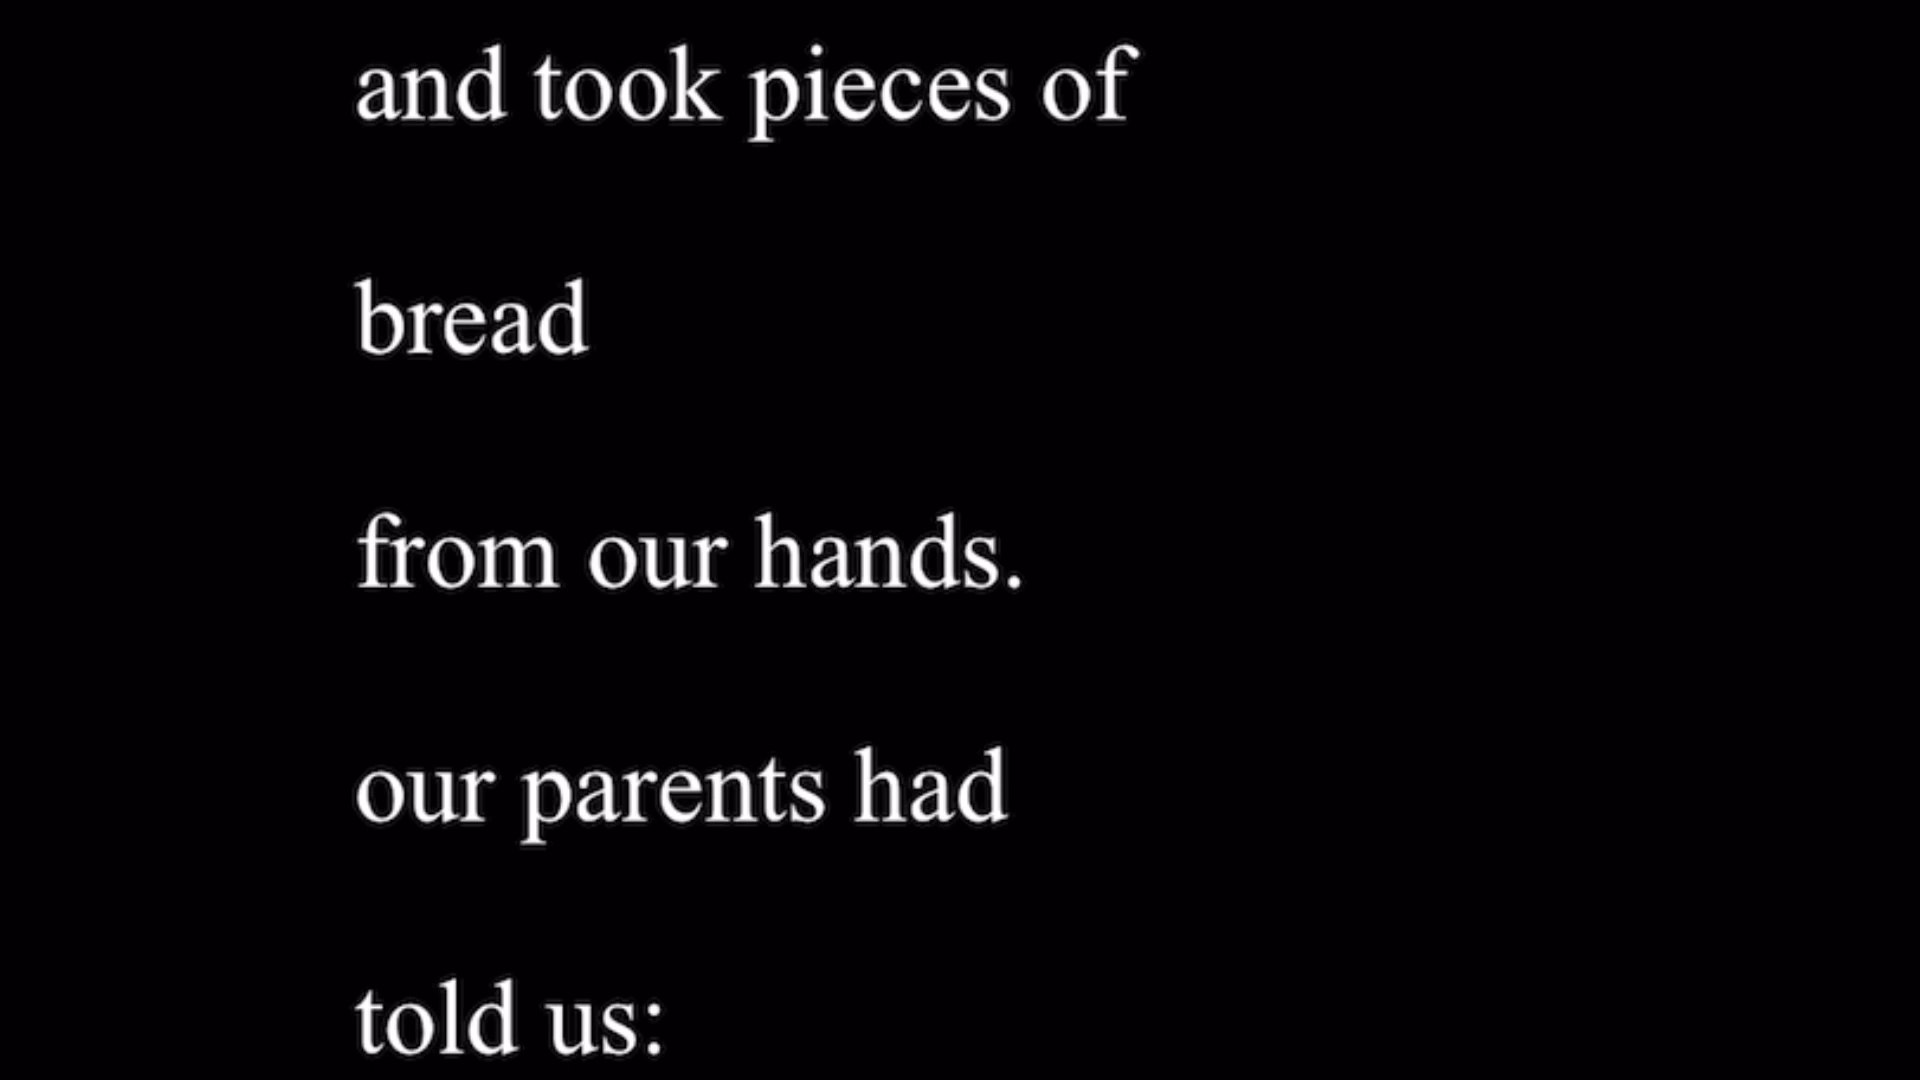 and took pieces of
bread
from our hands.
our parents had
told us: